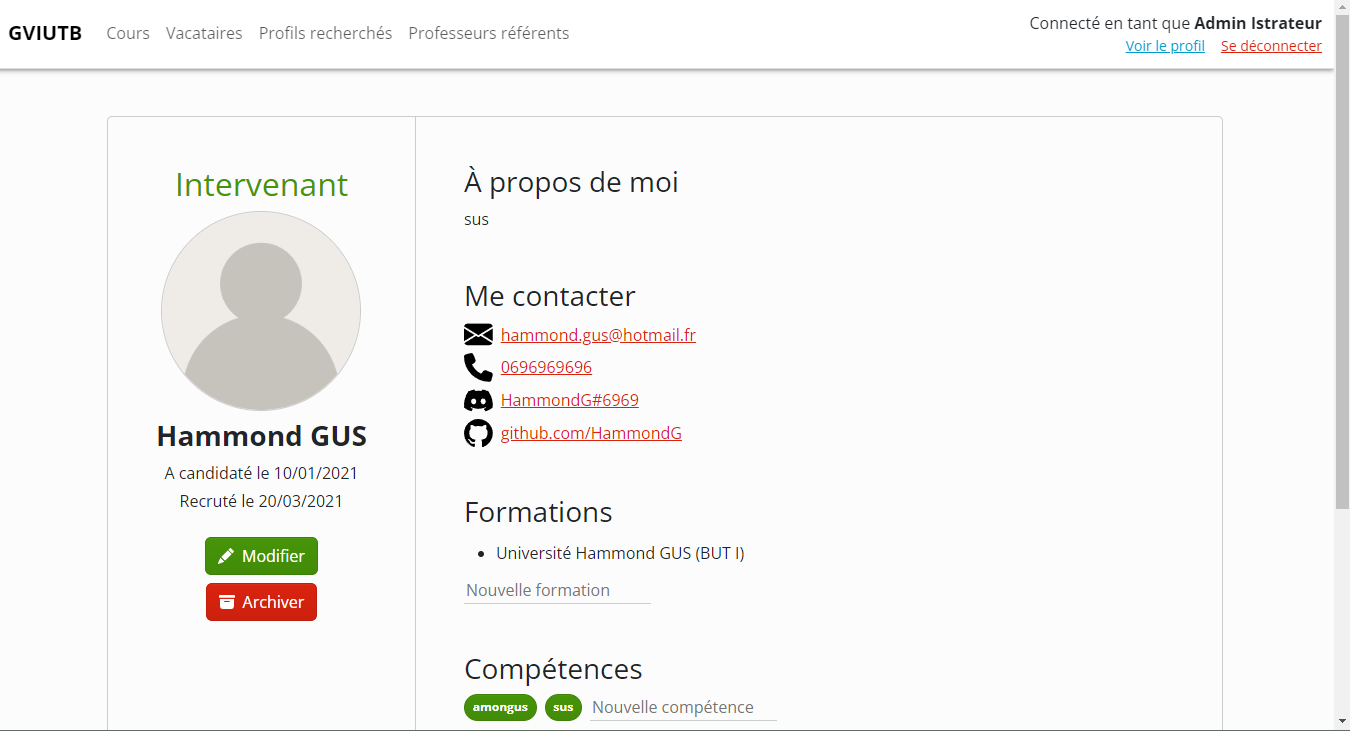 GVIUTB Cours Vacataires Profils recherchés Professeurs référents
Connecté en tant que Admin Istrateur
Voir le profil Se déconnecter
Intervenant
Hammond GUS
A candidaté le 10/01/2021
Recruté le 20/03/2021
Modifier
Archiver
À propos de moi
sus
Me contacter
hammond.gus@hotmail.fr
0696969696
HammondG#6969
github.com/HammondG
Formations
Université Hammond GUS (BUT I)
Nouvelle formation
Compétences
amongus sus Nouvelle compétence